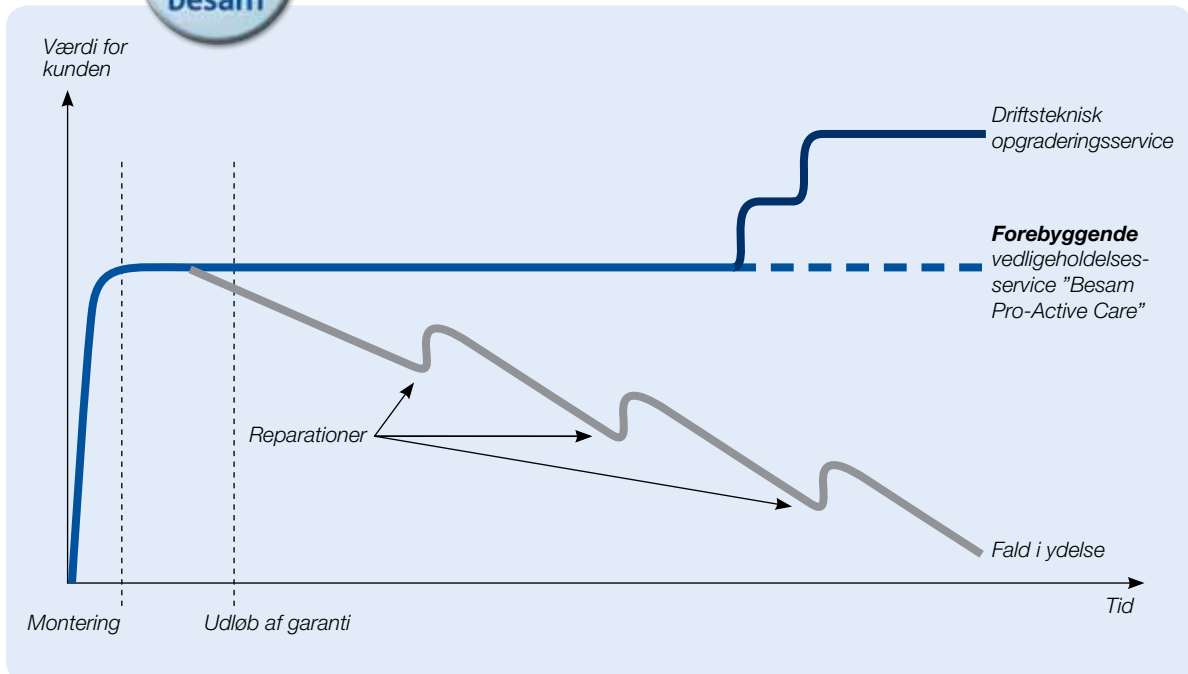 besam
Værdi for
kunden
Driftsteknisk
opgraderingsservice
Forebyggende
vedligeholdelses-
service ”Besam
Pro-Active Care”
Reparationer
Fald i ydelse
Tid
Montering
Udløb af garanti